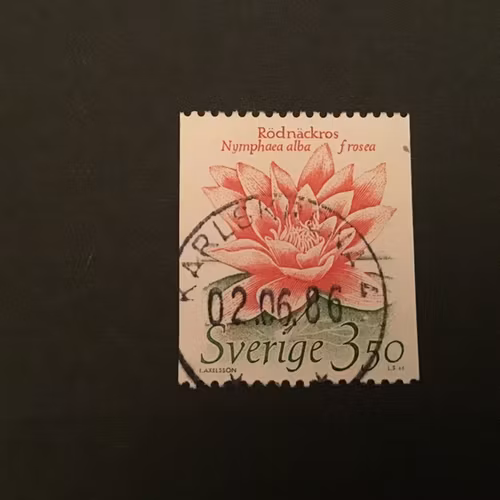 Rödnäckros
Nymphaea alba f rosea
02.06.86
Sverige 3 50
I. AXELSSON